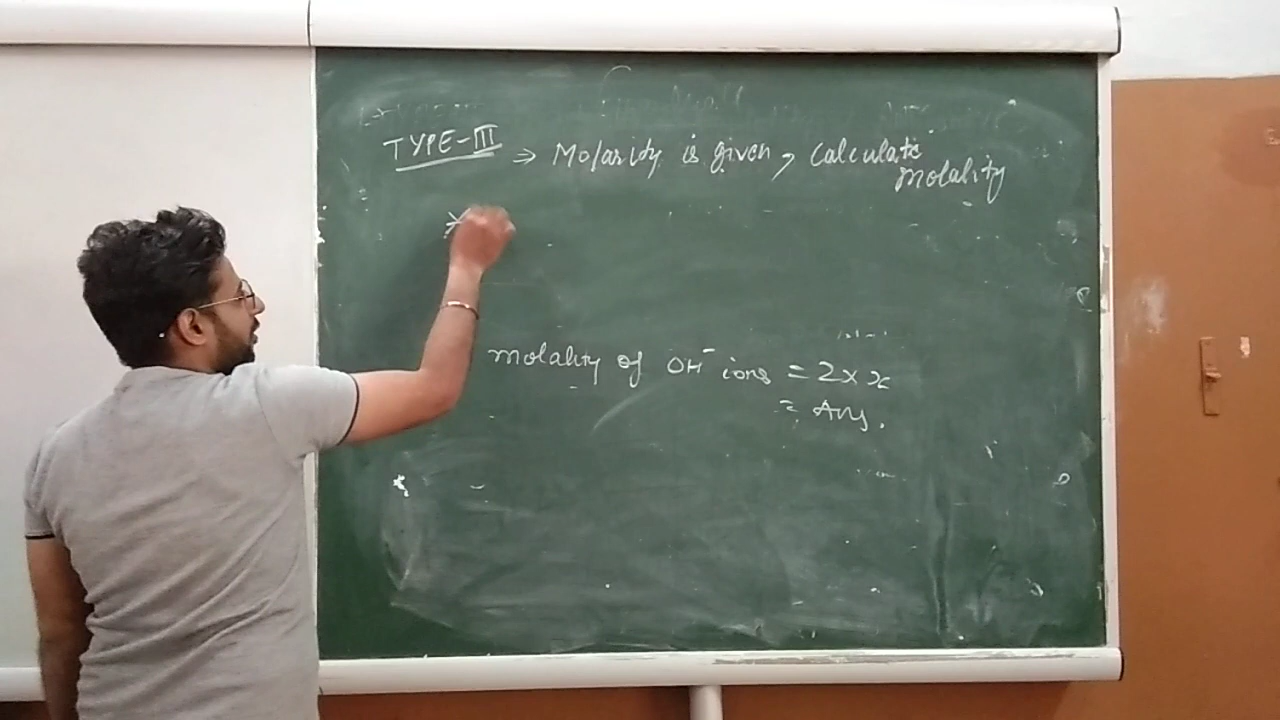 TYPE-III ⇒ Molarity is given, Calculate
molality
molality of OH⁻ ions = 2 × x
= Ans.